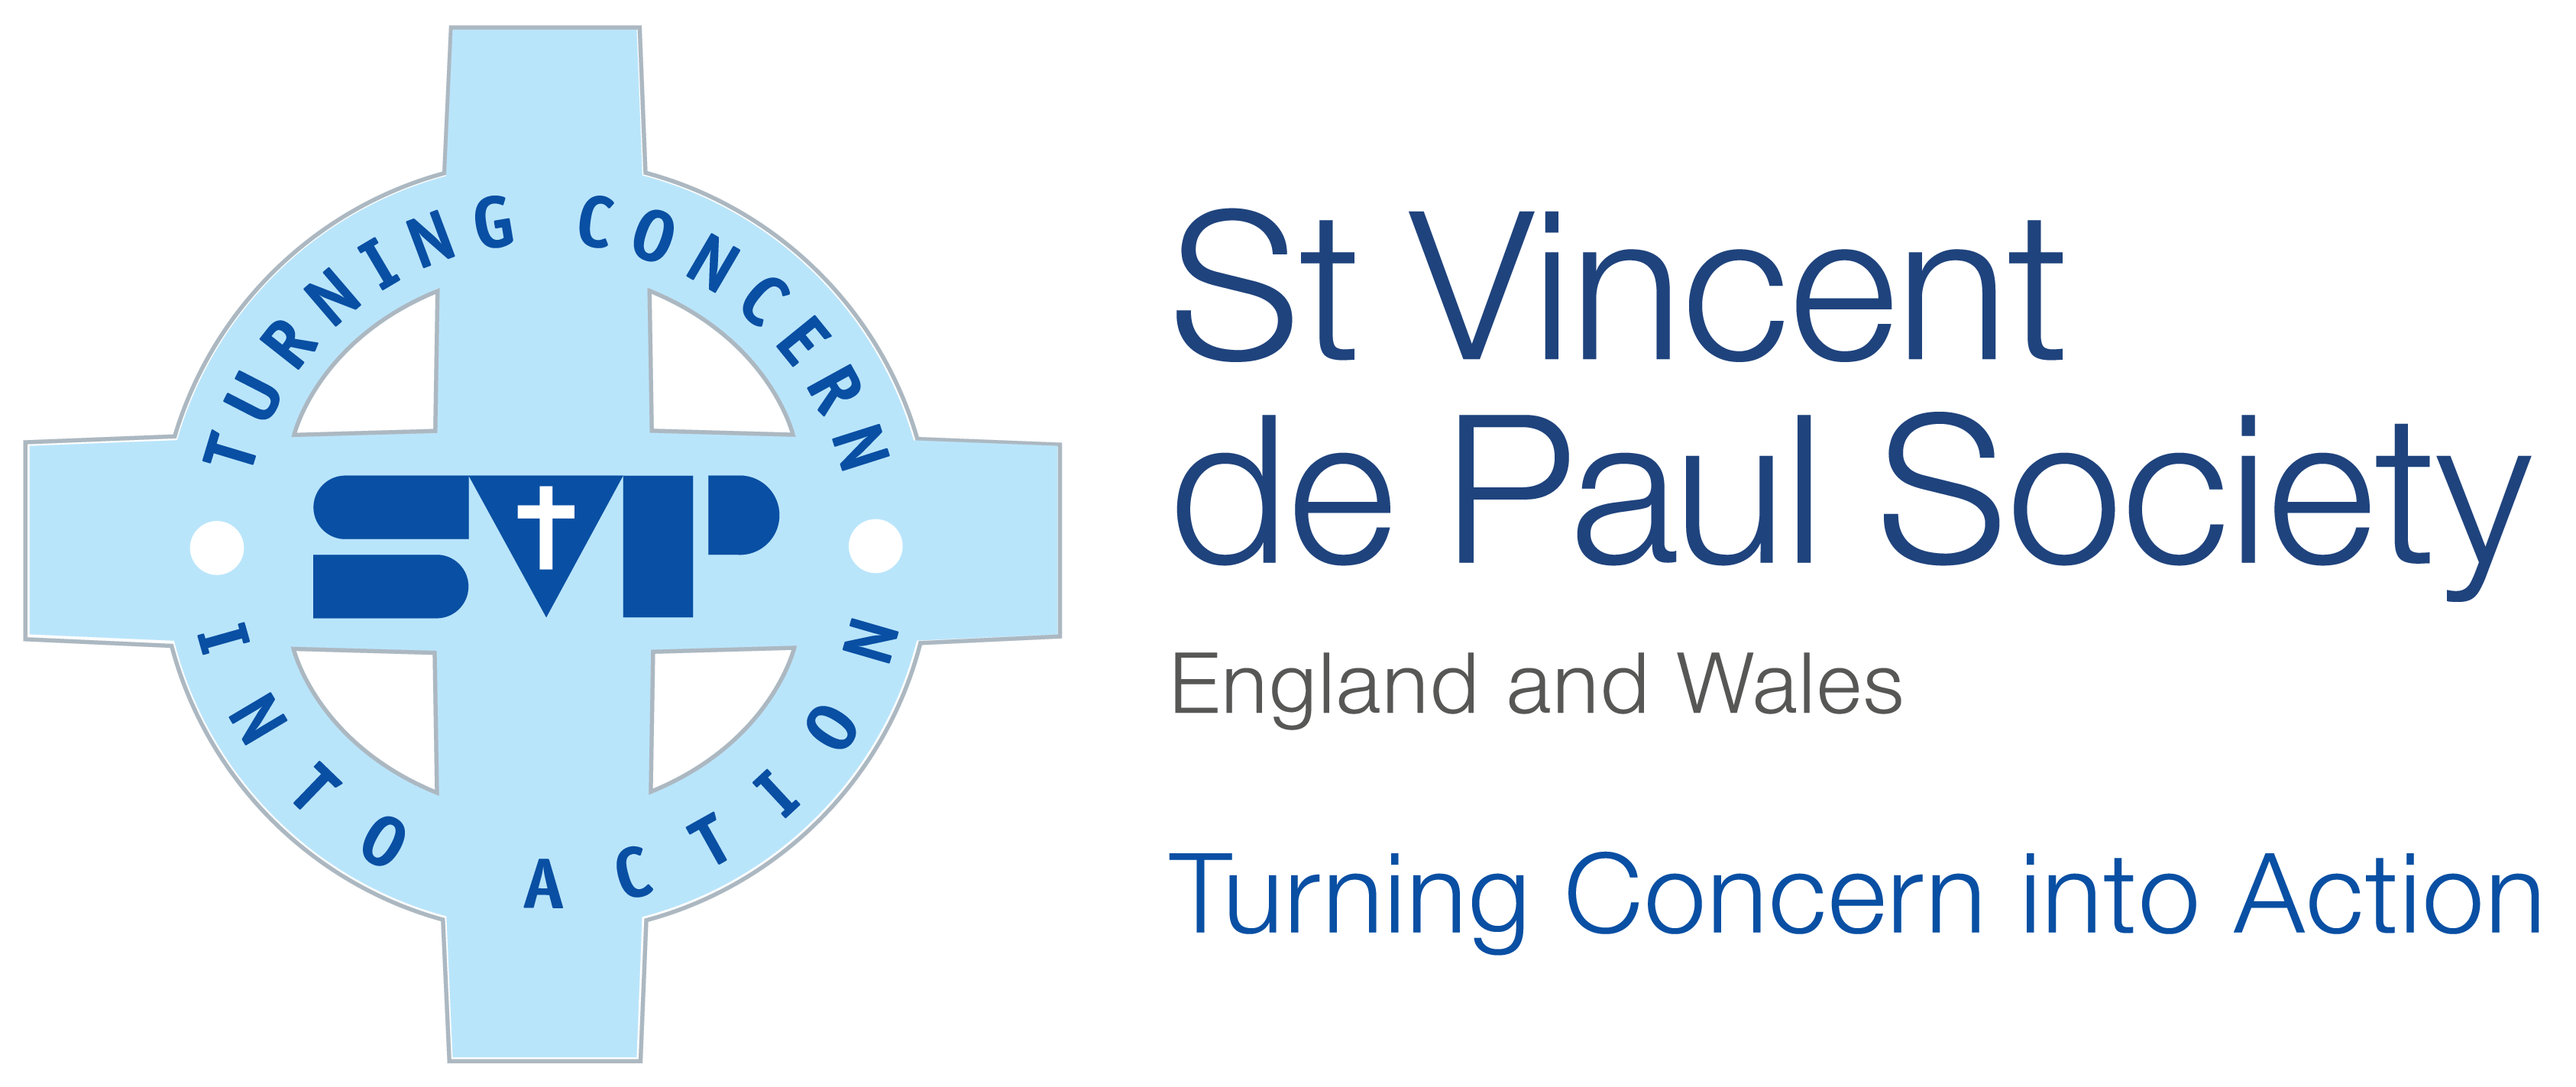 TURNING CONCERN
SVP
INTO ACTION
St Vincent
de Paul Society
England and Wales
Turning Concern into Action